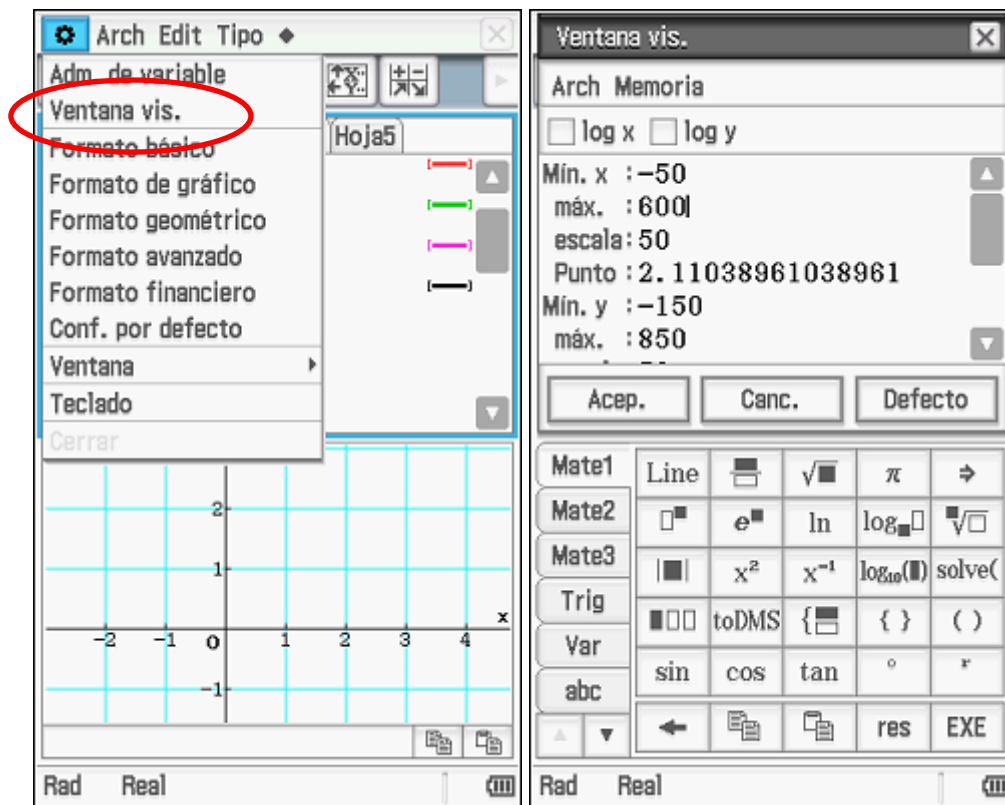 Arch Edit Tipo ◆
Adm. de variable
Ventana vis.
Formato básico
Formato de gráfico
Formato geométrico
Formato avanzado
Formato financiero
Conf. por defecto
Ventana
Teclado
Cerrar
Hoja5
2
1
x
-2 -1 0 1 2 3 4
-1
Rad Real
Ventana vis.
Arch Memoria
log x log y
Mín. x :-50
máx. :600
escala:50
Punto :2.11038961038961
Mín. y :-150
máx. :850
Acep. Canc. Defecto
Mate1 Line √■ π ⇒
Mate2 □■ e■ ln log■□ ■√□
Mate3 |■| x² x⁻¹ log₁₀(■) solve(
Trig ■□□ toDMS { } ( )
Var
sin cos tan ° r
abc
res EXE
Rad Real